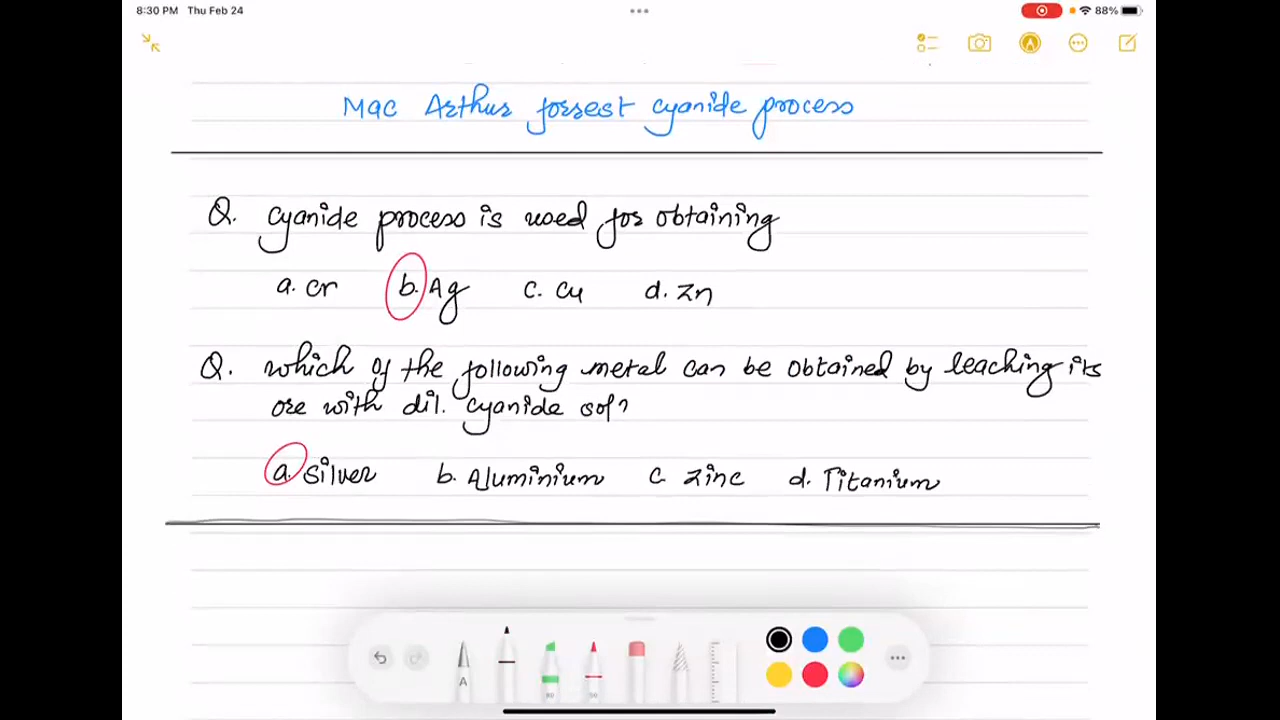 8:30 PM Thu Feb 24
88%
Mac Arthur forrest cyanide process
Q. cyanide process is used for obtaining
a. Cr b. Ag c. Cu d. Zn
Q. which of the following metal can be obtained by leaching its
ore with dil. cyanide solⁿ
a. Silver b. Aluminium c. Zinc d. Titanium
A
80
50